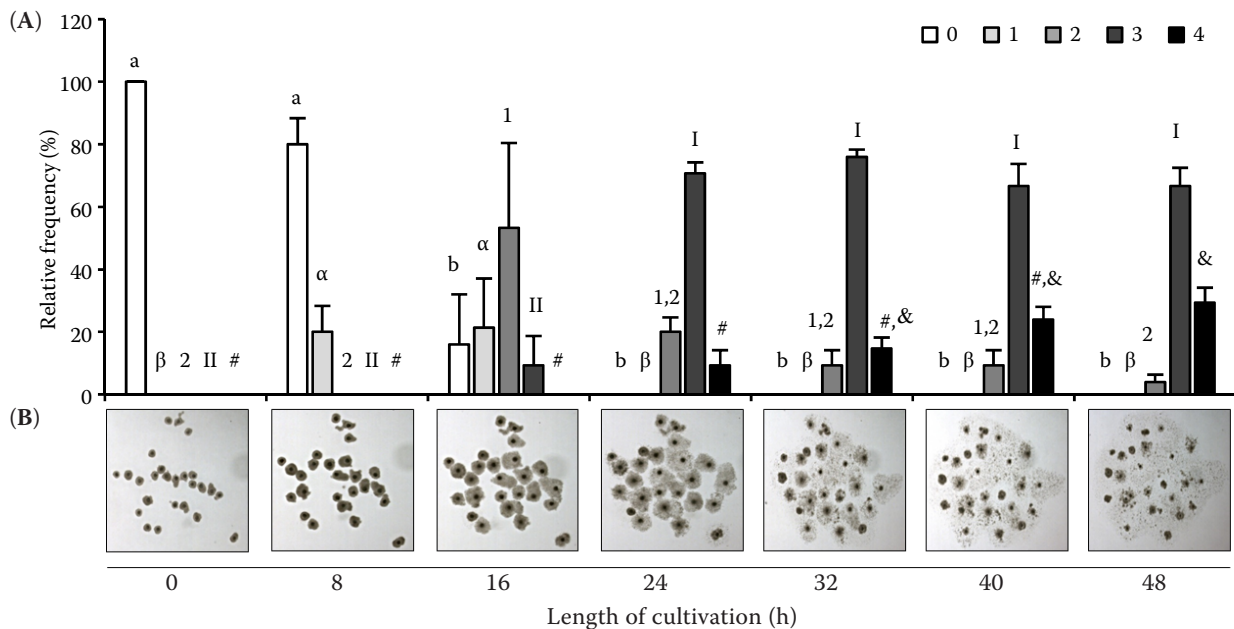 (A)
120
100
80
60
40
20
0
Relative frequency (%)
0 1 2 3 4
a
β 2 II #
a
α
2 II #
b
α
1
II
#
b β
1,2
I
#
b β
1,2
I
#,&
b β
1,2
I
#,&
b β
2
I
&
(B)
0 8 16 24 32 40 48
Length of cultivation (h)